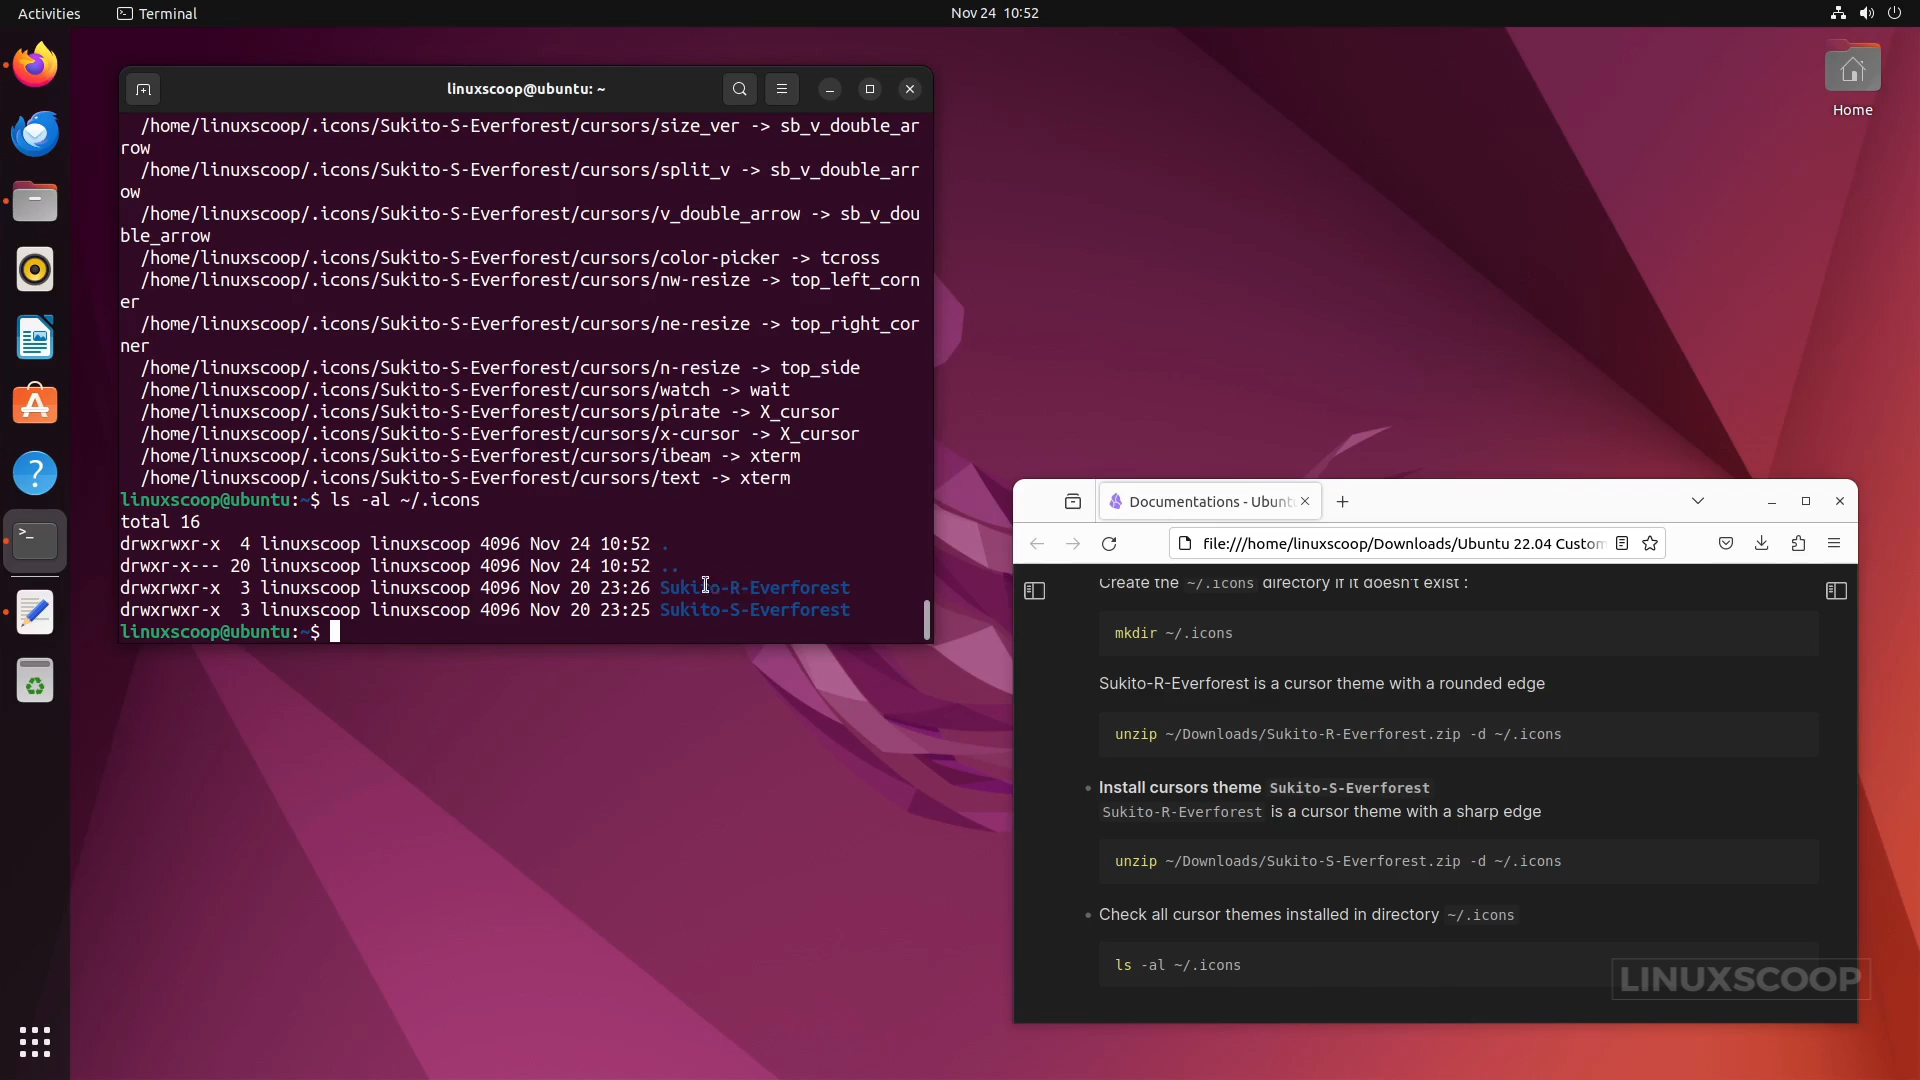 Activities
Terminal
Nov 24 10:52
Home
linuxscoop@ubuntu: ~
/home/linuxscoop/.icons/Sukito-S-Everforest/cursors/size_ver -> sb_v_double_ar
row
/home/linuxscoop/.icons/Sukito-S-Everforest/cursors/split_v -> sb_v_double_arr
ow
/home/linuxscoop/.icons/Sukito-S-Everforest/cursors/v_double_arrow -> sb_v_dou
ble_arrow
/home/linuxscoop/.icons/Sukito-S-Everforest/cursors/color-picker -> tcross
/home/linuxscoop/.icons/Sukito-S-Everforest/cursors/nw-resize -> top_left_corn
er
/home/linuxscoop/.icons/Sukito-S-Everforest/cursors/ne-resize -> top_right_cor
ner
/home/linuxscoop/.icons/Sukito-S-Everforest/cursors/n-resize -> top_side
/home/linuxscoop/.icons/Sukito-S-Everforest/cursors/watch -> wait
/home/linuxscoop/.icons/Sukito-S-Everforest/cursors/pirate -> X_cursor
/home/linuxscoop/.icons/Sukito-S-Everforest/cursors/x-cursor -> X_cursor
/home/linuxscoop/.icons/Sukito-S-Everforest/cursors/ibeam -> xterm
/home/linuxscoop/.icons/Sukito-S-Everforest/cursors/text -> xterm
linuxscoop@ubuntu:~$ ls -al ~/.icons
total 16
drwxrwxr-x  4 linuxscoop linuxscoop 4096 Nov 24 10:52 .
drwxr-x--- 20 linuxscoop linuxscoop 4096 Nov 24 10:52 ..
drwxrwxr-x  3 linuxscoop linuxscoop 4096 Nov 20 23:26 Sukito-R-Everforest
drwxrwxr-x  3 linuxscoop linuxscoop 4096 Nov 20 23:25 Sukito-S-Everforest
linuxscoop@ubuntu:~$
Documentations - Ubunt
file:///home/linuxscoop/Downloads/Ubuntu 22.04 Custom
Create the ~/.icons directory if it doesn't exist :
mkdir ~/.icons
Sukito-R-Everforest is a cursor theme with a rounded edge
unzip ~/Downloads/Sukito-R-Everforest.zip -d ~/.icons
• Install cursors theme Sukito-S-Everforest
Sukito-R-Everforest is a cursor theme with a sharp edge
unzip ~/Downloads/Sukito-S-Everforest.zip -d ~/.icons
• Check all cursor themes installed in directory ~/.icons
ls -al ~/.icons
LINUXSCOOP